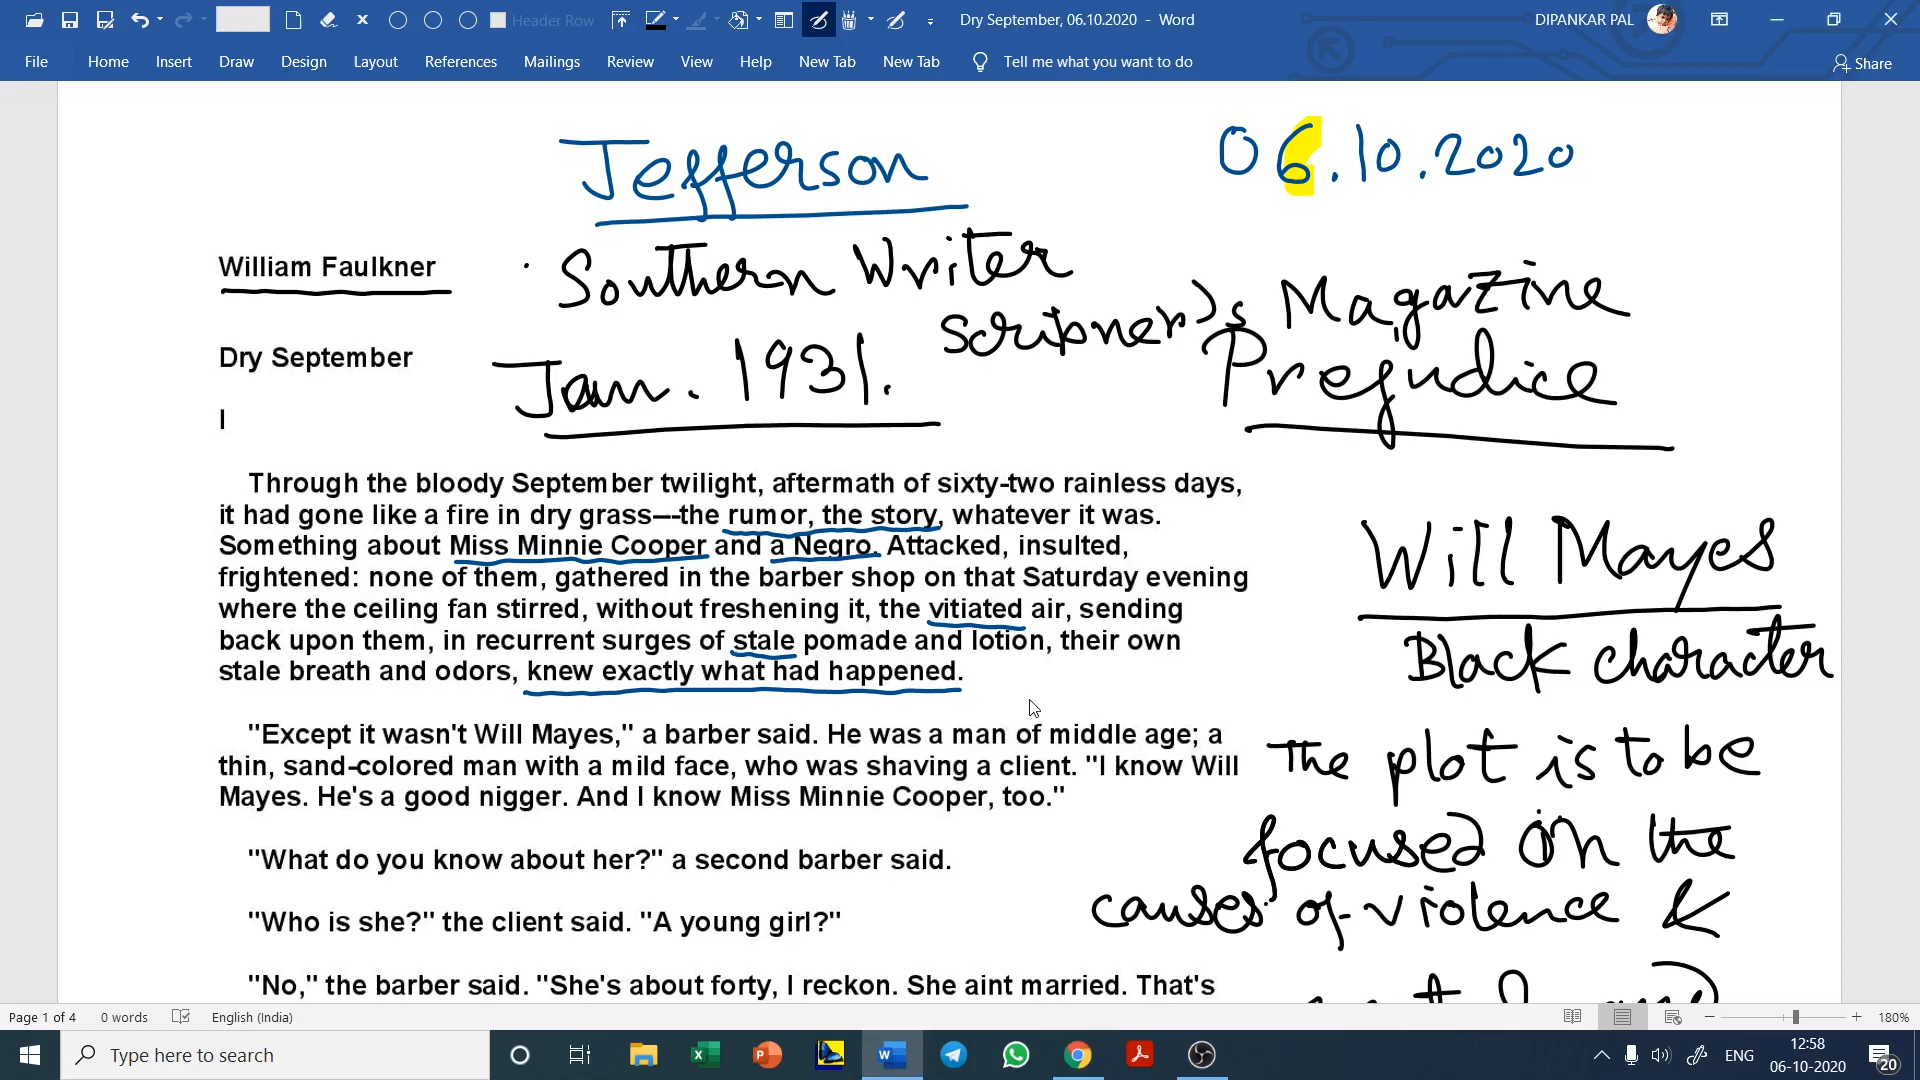 Header Row
Dry September, 06.10.2020 - Word
DIPANKAR PAL
File Home Insert Draw Design Layout References Mailings Review View Help New Tab New Tab Tell me what you want to do
Share
Jefferson
06.10.2020
William Faulkner
Southern Writer
Scribner's Magazine
Dry September
Jan. 1931.
Prejudice
I
Through the bloody September twilight, aftermath of sixty-two rainless days,
it had gone like a fire in dry grass---the rumor, the story, whatever it was.
Something about Miss Minnie Cooper and a Negro. Attacked, insulted,
frightened: none of them, gathered in the barber shop on that Saturday evening
where the ceiling fan stirred, without freshening it, the vitiated air, sending
back upon them, in recurrent surges of stale pomade and lotion, their own
stale breath and odors, knew exactly what had happened.
Will Mayes
Black character
"Except it wasn't Will Mayes," a barber said. He was a man of middle age; a
thin, sand-colored man with a mild face, who was shaving a client. "I know Will
Mayes. He's a good nigger. And I know Miss Minnie Cooper, too."
"What do you know about her?" a second barber said.
"Who is she?" the client said. "A young girl?"
"No," the barber said. "She's about forty, I reckon. She aint married. That's
The plot is to be
focused on the
causes of violence &
Page 1 of 4 0 words English (India)
180%
Type here to search
ENG
12:58
06-10-2020
20